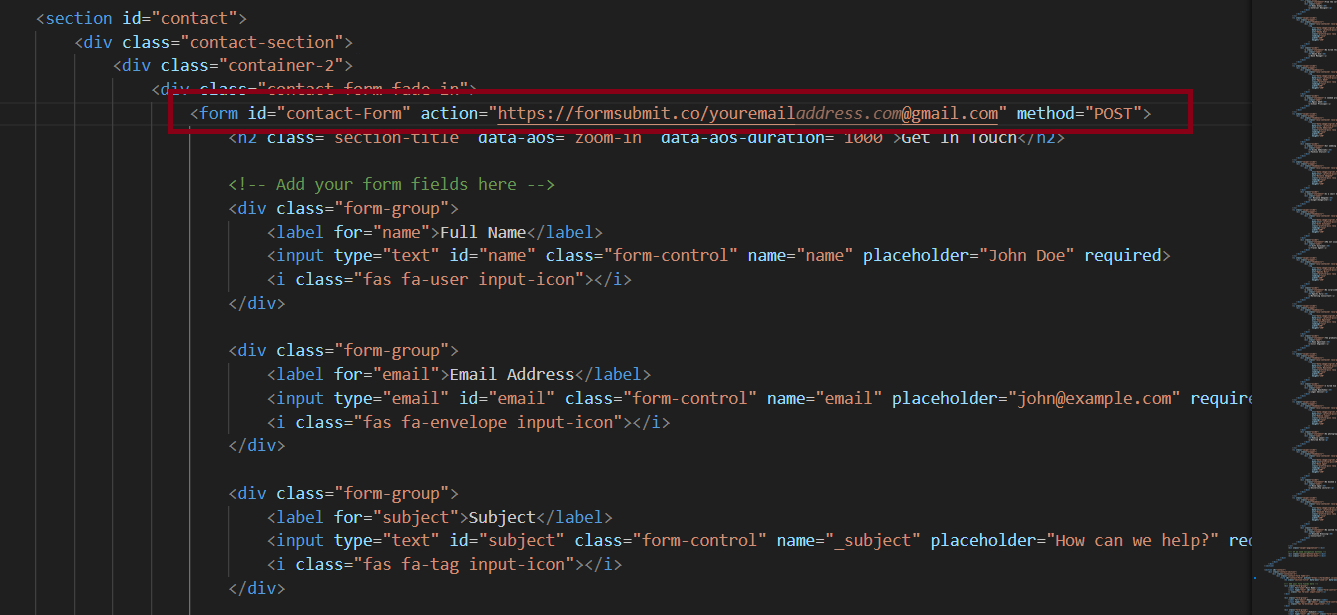 <section id="contact">
<div class="contact-section">
<div class="container-2">
<div class="contact-form fade-in">
<form id="contact-Form" action="https://formsubmit.co/youremailaddress.com@gmail.com" method="POST">
<h2 class="section-title" data-aos="zoom-in" data-aos-duration="1000">Get In Touch</h2>
<!-- Add your form fields here -->
<div class="form-group">
<label for="name">Full Name</label>
<input type="text" id="name" class="form-control" name="name" placeholder="John Doe" required>
<i class="fas fa-user input-icon"></i>
</div>
<div class="form-group">
<label for="email">Email Address</label>
<input type="email" id="email" class="form-control" name="email" placeholder="john@example.com" require
<i class="fas fa-envelope input-icon"></i>
</div>
<div class="form-group">
<label for="subject">Subject</label>
<input type="text" id="subject" class="form-control" name="_subject" placeholder="How can we help?" req
<i class="fas fa-tag input-icon"></i>
</div>